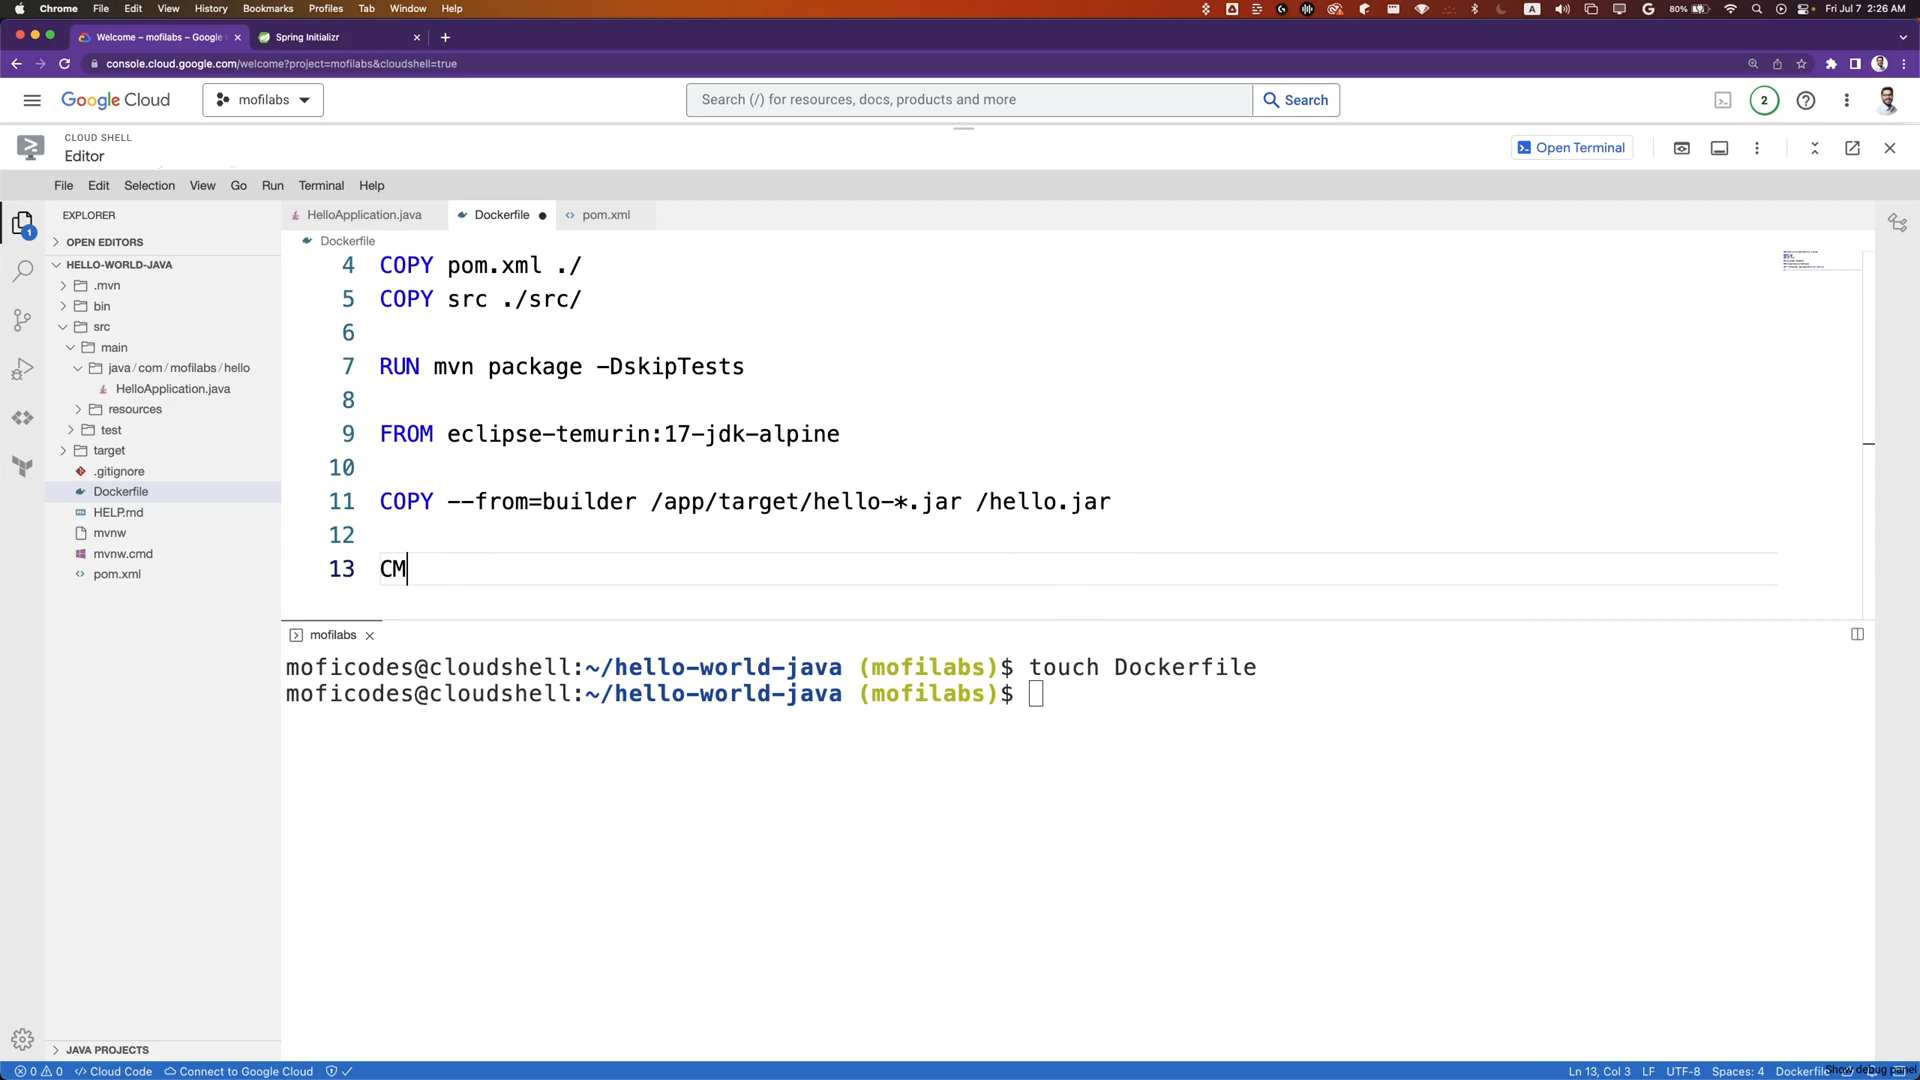 Chrome File Edit View History Bookmarks Profiles Tab Window Help 80% Fri Jul 7 2:26 AM
Welcome – mofilabs – Google Spring Initializr
console.cloud.google.com/welcome?project=mofilabs&cloudshell=true
Google Cloud mofilabs Search (/) for resources, docs, products and more Search 2
CLOUD SHELL
Editor
Open Terminal
File Edit Selection View Go Run Terminal Help
EXPLORER
OPEN EDITORS
HELLO-WORLD-JAVA
.mvn
bin
src
main
java / com / mofilabs / hello
HelloApplication.java
resources
test
target
.gitignore
Dockerfile
HELP.md
mvnw
mvnw.cmd
pom.xml
JAVA PROJECTS
1
HelloApplication.java Dockerfile pom.xml
Dockerfile
4 COPY pom.xml ./
5 COPY src ./src/
6
7 RUN mvn package -DskipTests
8
9 FROM eclipse-temurin:17-jdk-alpine
10
11 COPY --from=builder /app/target/hello-*.jar /hello.jar
12
13 CM
mofilabs
moficodes@cloudshell:~/hello-world-java (mofilabs)$ touch Dockerfile
moficodes@cloudshell:~/hello-world-java (mofilabs)$
0 0 Cloud Code Connect to Google Cloud Ln 13, Col 3 LF UTF-8 Spaces: 4 Dockerfile Show debug panel